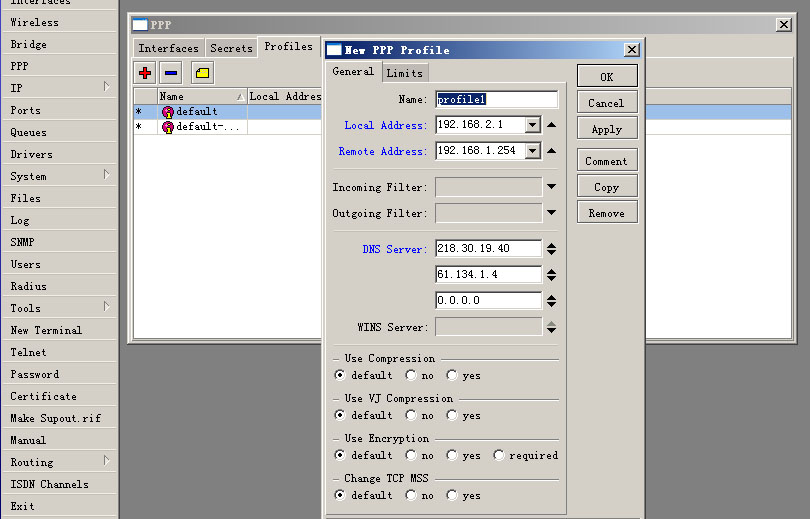 Interfaces
Wireless
Bridge
PPP
IP
Ports
Queues
Drivers
System
Files
Log
SNMP
Users
Radius
Tools
New Terminal
Telnet
Password
Certificate
Make Supout.rif
Manual
Routing
ISDN Channels
Exit
PPP
Interfaces Secrets Profiles
Name Local Addres
* default
* default-...
New PPP Profile
General Limits
Name: profile1
Local Address: 192.168.2.1
Remote Address: 192.168.1.254
Incoming Filter:
Outgoing Filter:
DNS Server: 218.30.19.40
61.134.1.4
0.0.0.0
WINS Server:
Use Compression
default no yes
Use VJ Compression
default no yes
Use Encryption
default no yes required
Change TCP MSS
default no yes
OK
Cancel
Apply
Comment
Copy
Remove